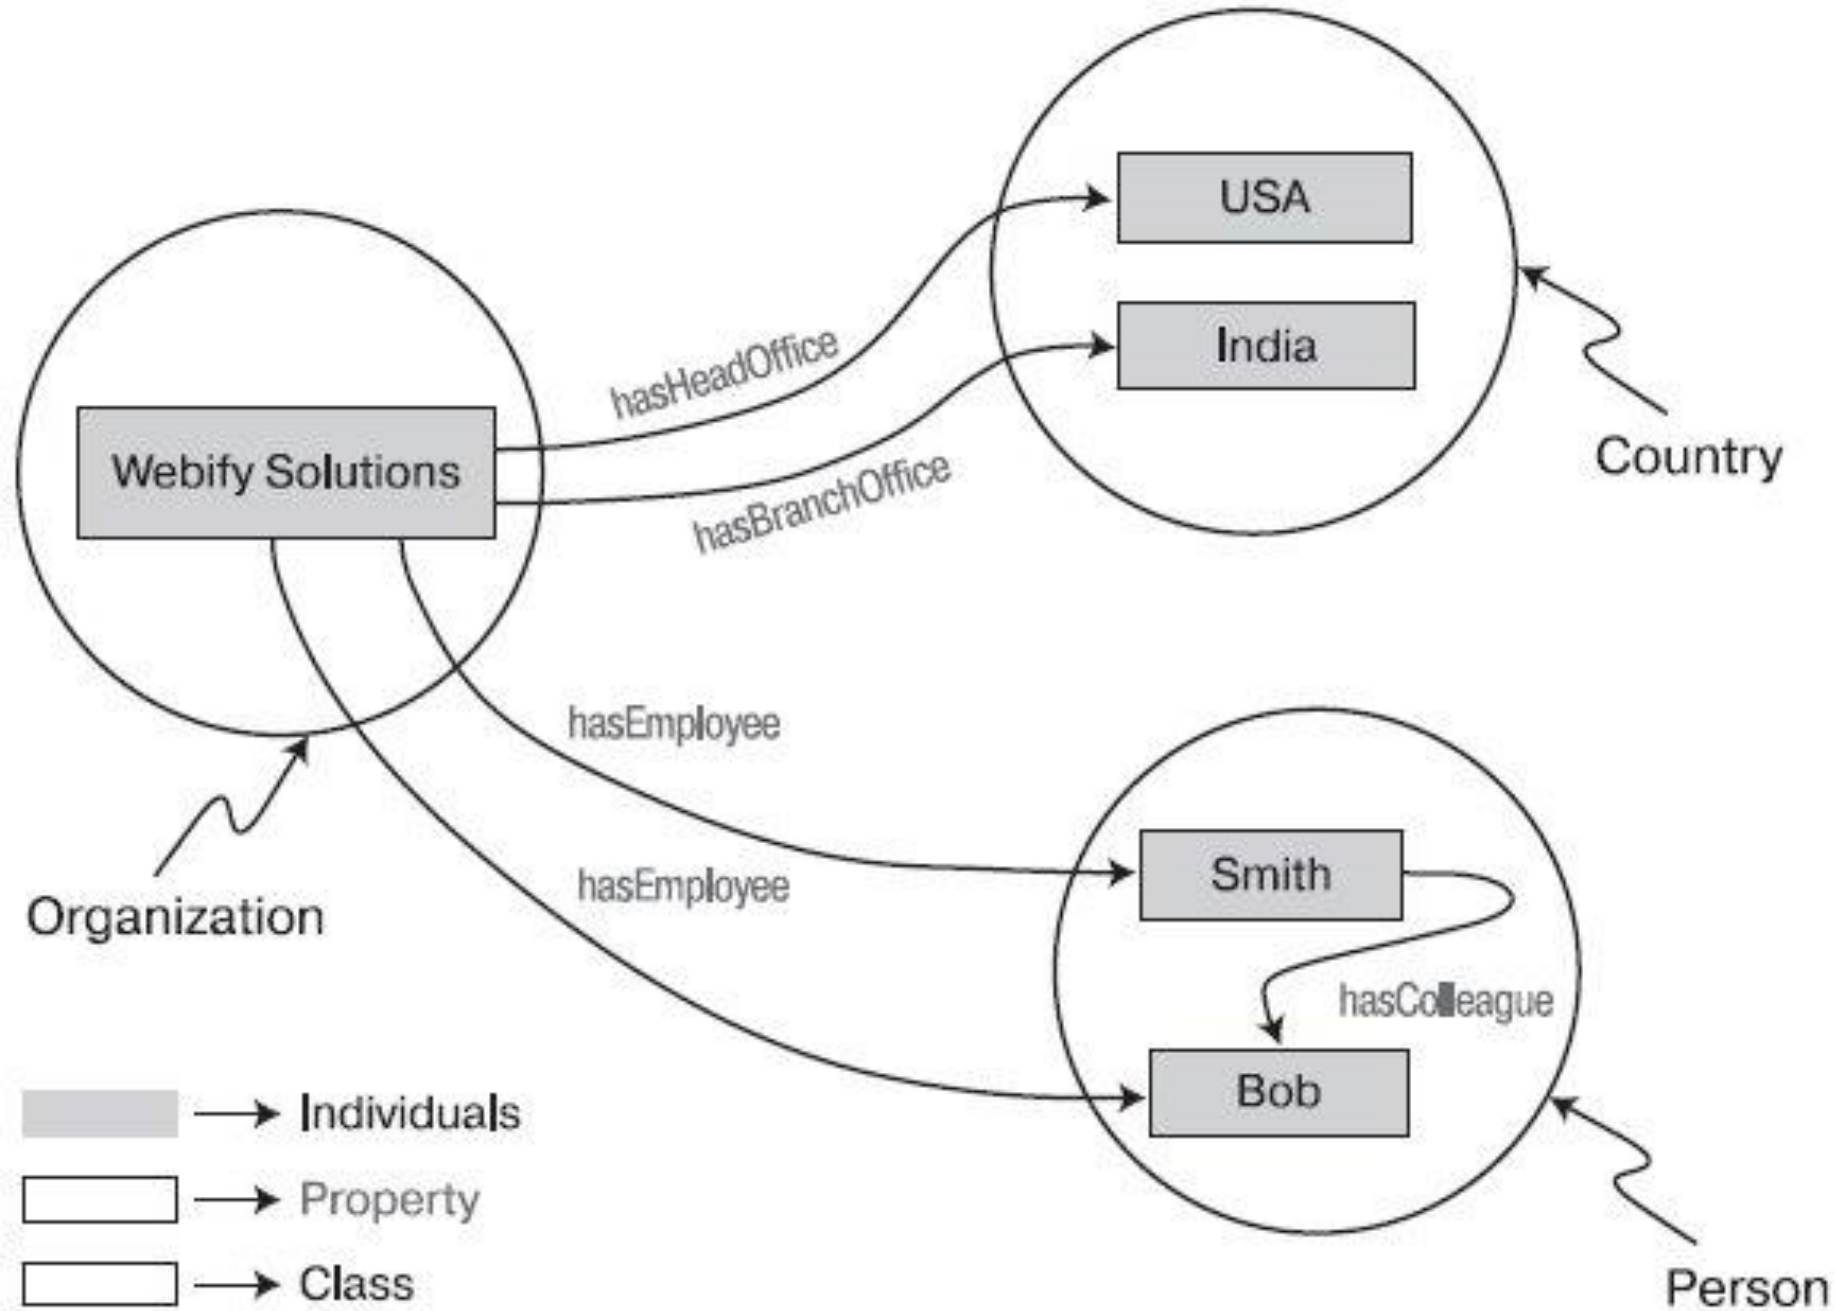 USA
India
hasHeadOffice
Country
Webify Solutions
hasBranchOffice
hasEmployee
Smith
hasEmployee
Organization
hasColleague
Bob
Individuals
Property
Class
Person